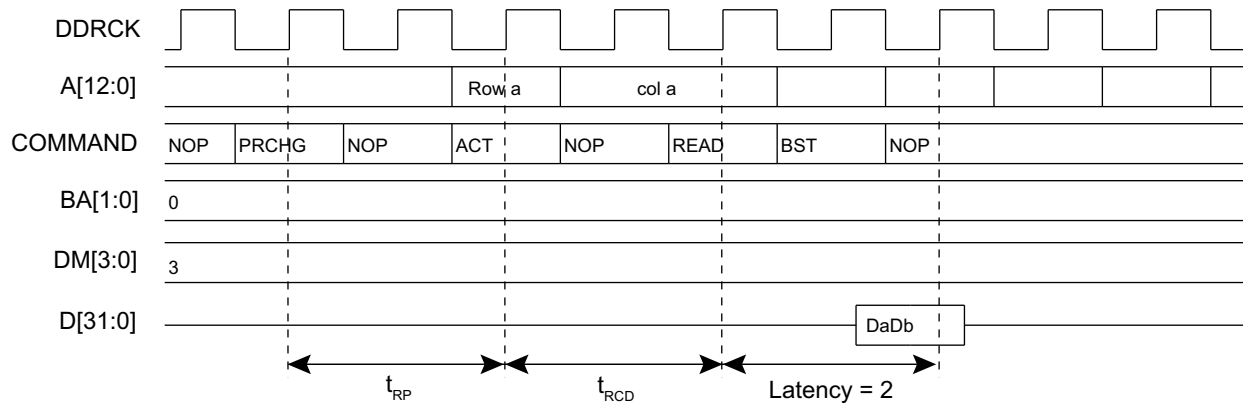 DDRCK
A[12:0]
Row a
col a
COMMAND
NOP PRCHG NOP ACT NOP READ BST NOP
BA[1:0]
0
DM[3:0]
3
D[31:0]
DaDb
tRP tRCD Latency = 2